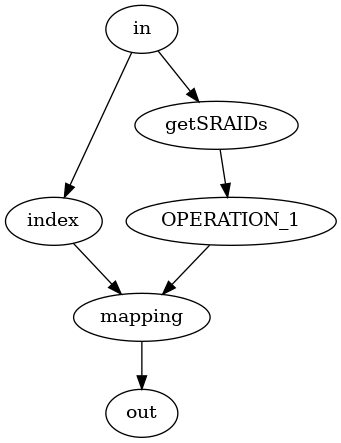 in
getSRAIDs
index
OPERATION_1
mapping
out